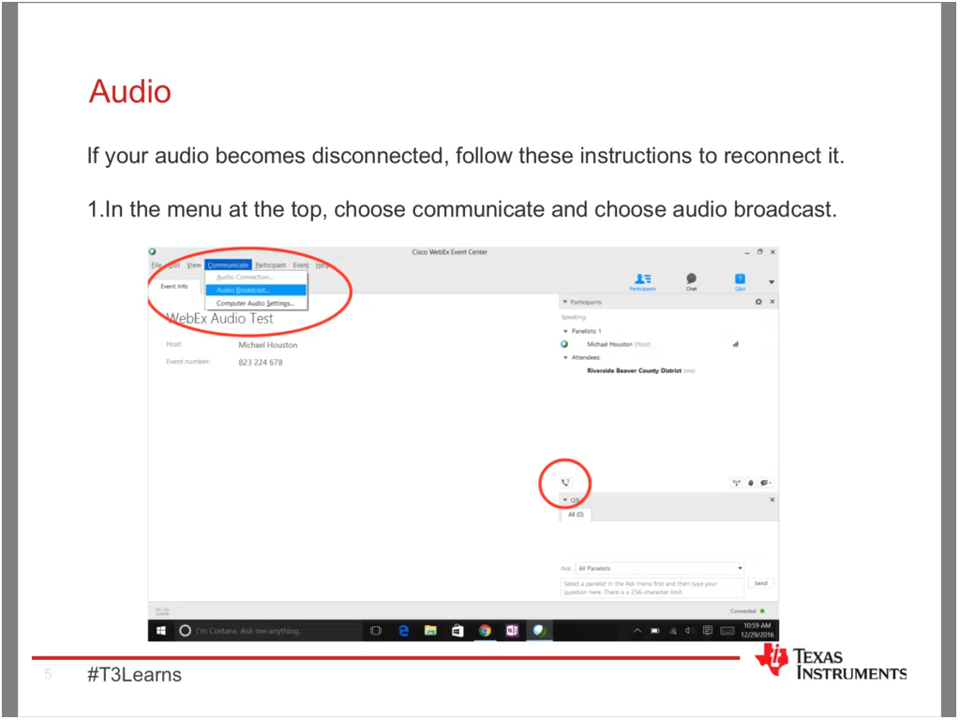 Audio
If your audio becomes disconnected, follow these instructions to reconnect it.
1.In the menu at the top, choose communicate and choose audio broadcast.
Cisco WebEx Event Center
File Edit View Communicate Participant Event Help
Audio Connection...
Audio Broadcast...
Computer Audio Settings...
Participants Chat Q&A
Event Info
WebEx Audio Test
Host: Michael Houston
Event number: 823 224 678
Participants
Speaking:
Panelists: 1
Michael Houston (Host)
Attendees:
Riverside Beaver County District (me)
All (0)
Ask: All Panelists
Select a panelist in the Ask menu first and then type your
question here. There is a 256-character limit.
Send
Connected
I'm Cortana. Ask me anything.
10:59 AM
12/29/2016
5
#T3Learns
TEXAS
INSTRUMENTS